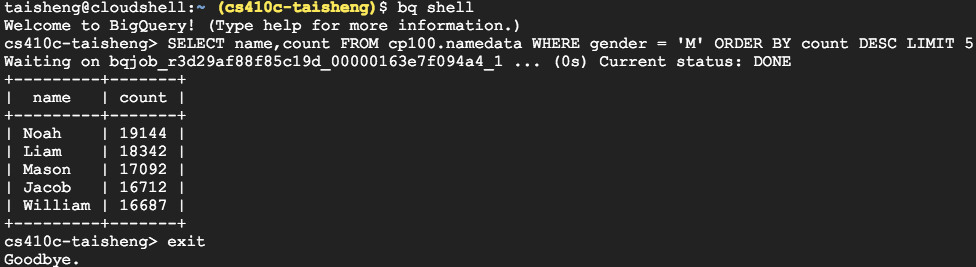 taisheng@cloudshell:~ (cs410c-taisheng)$ bq shell
Welcome to BigQuery! (Type help for more information.)
cs410c-taisheng> SELECT name,count FROM cp100.namedata WHERE gender = 'M' ORDER BY count DESC LIMIT 5
Waiting on bqjob_r3d29af88f85c19d_00000163e7f094a4_1 ... (0s) Current status: DONE
+---------+-------+
|  name   | count |
+---------+-------+
| Noah    | 19144 |
| Liam    | 18342 |
| Mason   | 17092 |
| Jacob   | 16712 |
| William | 16687 |
+---------+-------+
cs410c-taisheng> exit
Goodbye.